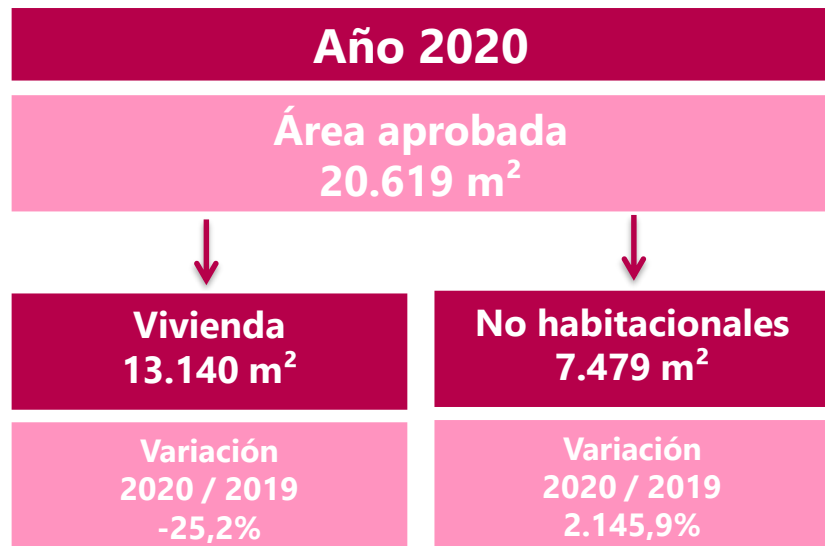 Año 2020
Área aprobada
20.619 m²
Vivienda
13.140 m²
No habitacionales
7.479 m²
Variación
2020 / 2019
-25,2%
Variación
2020 / 2019
2.145,9%